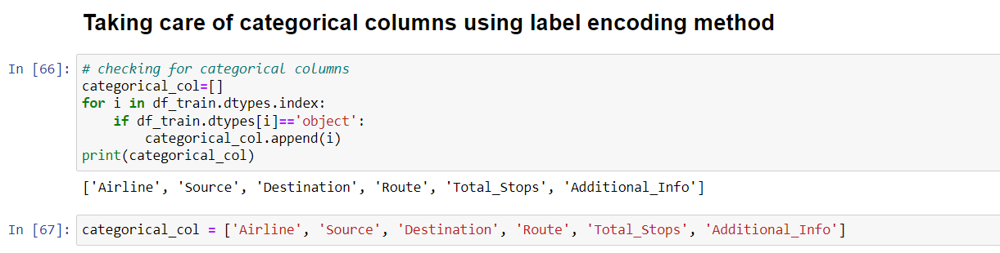 Taking care of categorical columns using label encoding method
In [66]: # checking for categorical columns
categorical_col=[]
for i in df_train.dtypes.index:
    if df_train.dtypes[i]=='object':
        categorical_col.append(i)
print(categorical_col)
['Airline', 'Source', 'Destination', 'Route', 'Total_Stops', 'Additional_Info']
In [67]: categorical_col = ['Airline', 'Source', 'Destination', 'Route', 'Total_Stops', 'Additional_Info']